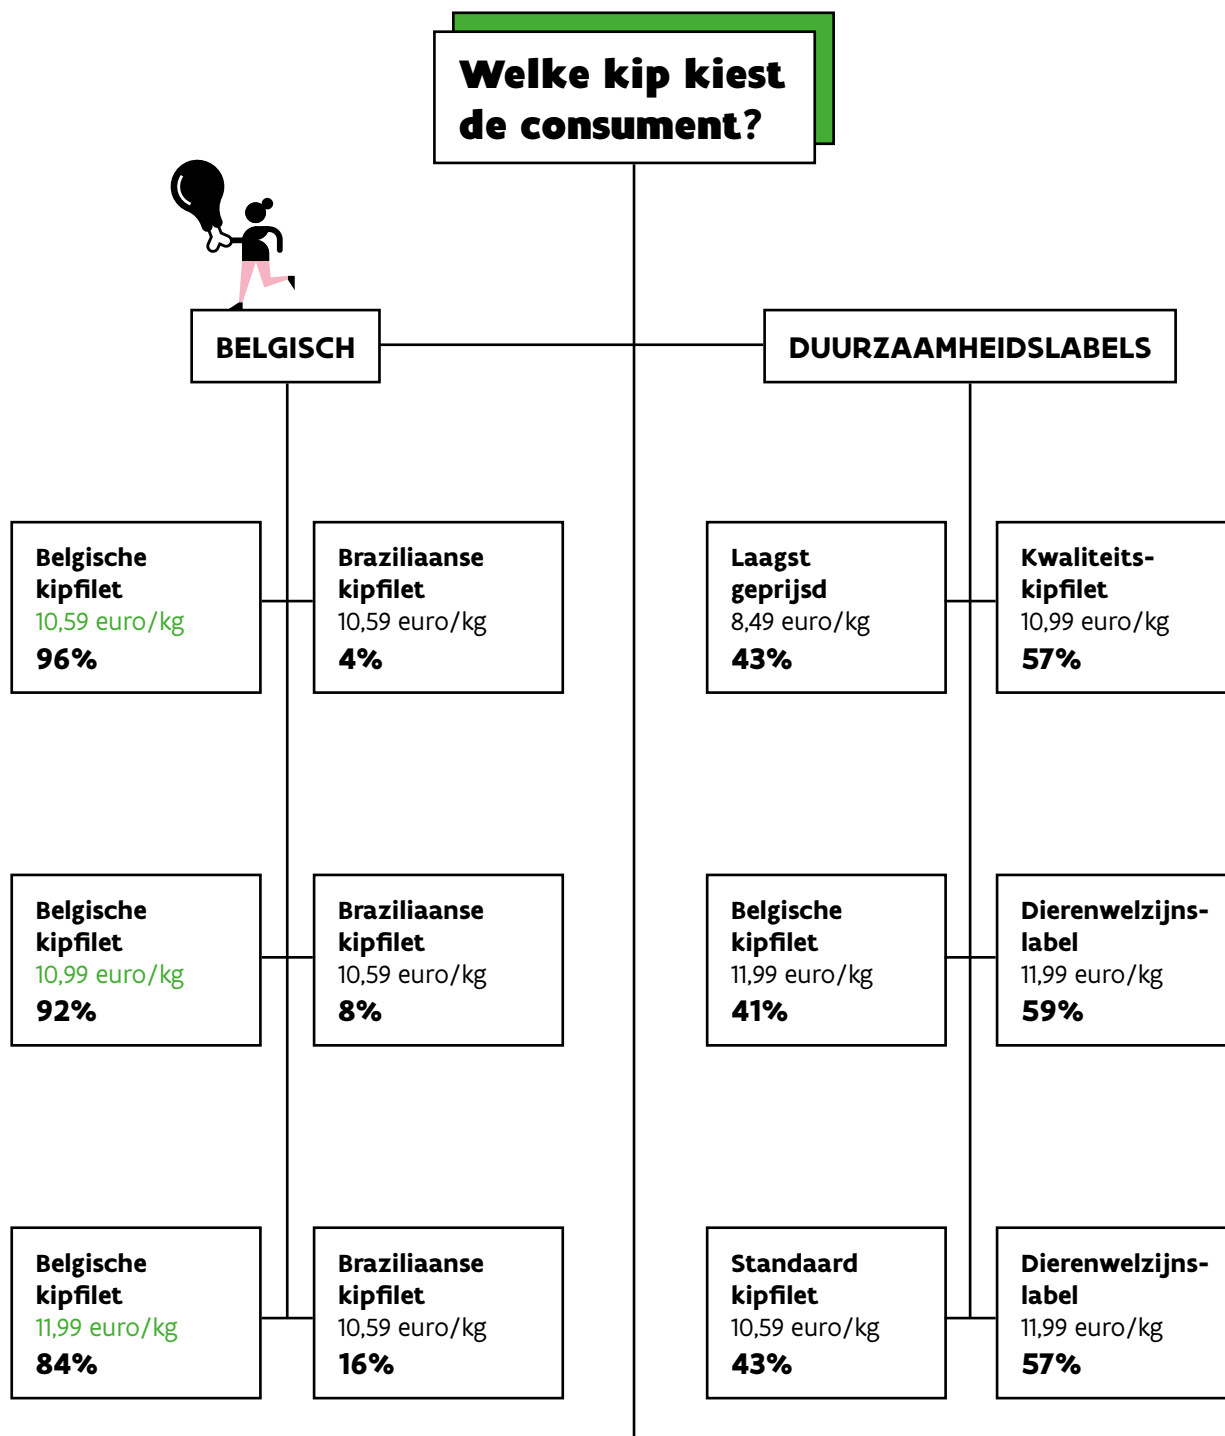 Welke kip kiest
de consument?
BELGISCH
Belgische
kipfilet
10,59 euro/kg
96%
Braziliaanse
kipfilet
10,59 euro/kg
4%
Belgische
kipfilet
10,99 euro/kg
92%
Braziliaanse
kipfilet
10,59 euro/kg
8%
Belgische
kipfilet
11,99 euro/kg
84%
Braziliaanse
kipfilet
10,59 euro/kg
16%
DUURZAAMHEIDSLABELS
Laagst
geprijsd
8,49 euro/kg
43%
Kwaliteits-
kipfilet
10,99 euro/kg
57%
Belgische
kipfilet
11,99 euro/kg
41%
Dierenwelzijns-
label
11,99 euro/kg
59%
Standaard
kipfilet
10,59 euro/kg
43%
Dierenwelzijns-
label
11,99 euro/kg
57%